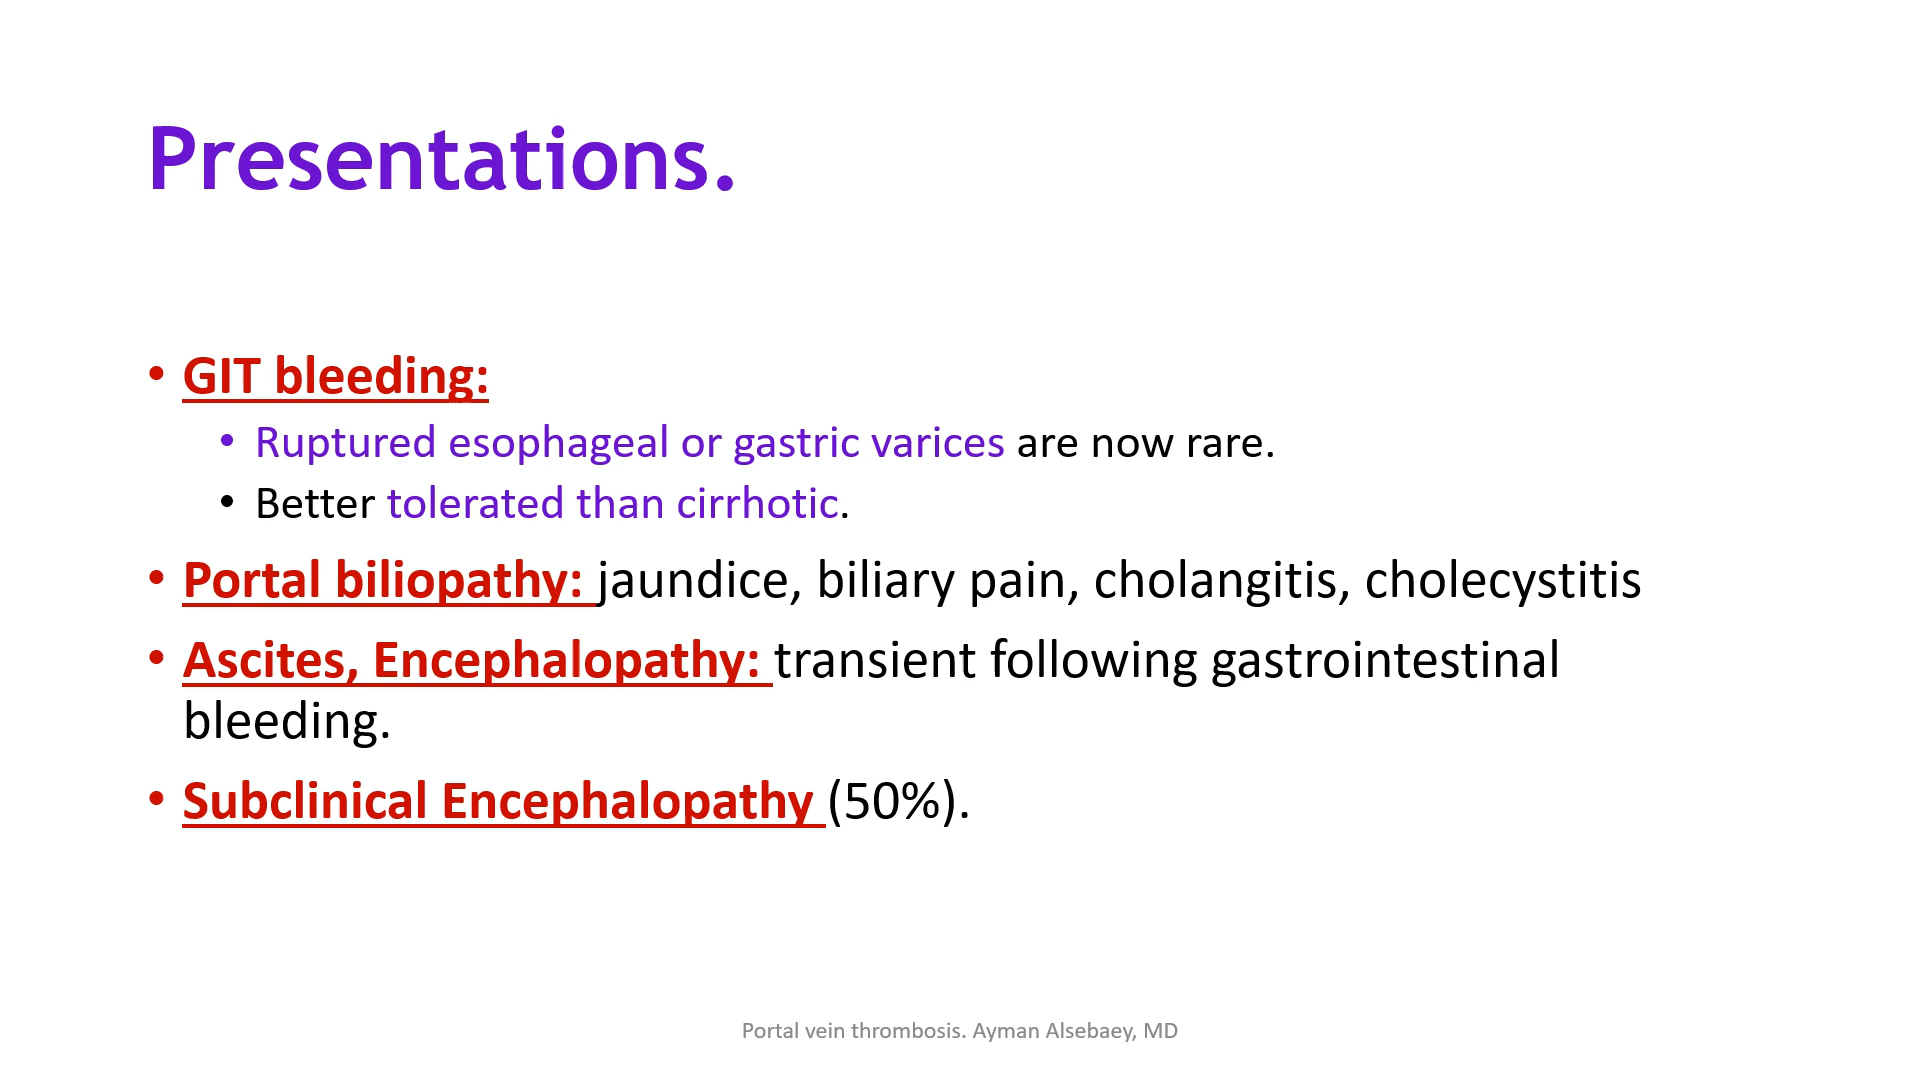 Presentations.
• GIT bleeding:
• Ruptured esophageal or gastric varices are now rare.
• Better tolerated than cirrhotic.
• Portal biliopathy: jaundice, biliary pain, cholangitis, cholecystitis
• Ascites, Encephalopathy: transient following gastrointestinal
bleeding.
• Subclinical Encephalopathy (50%).
Portal vein thrombosis. Ayman Alsebaey, MD